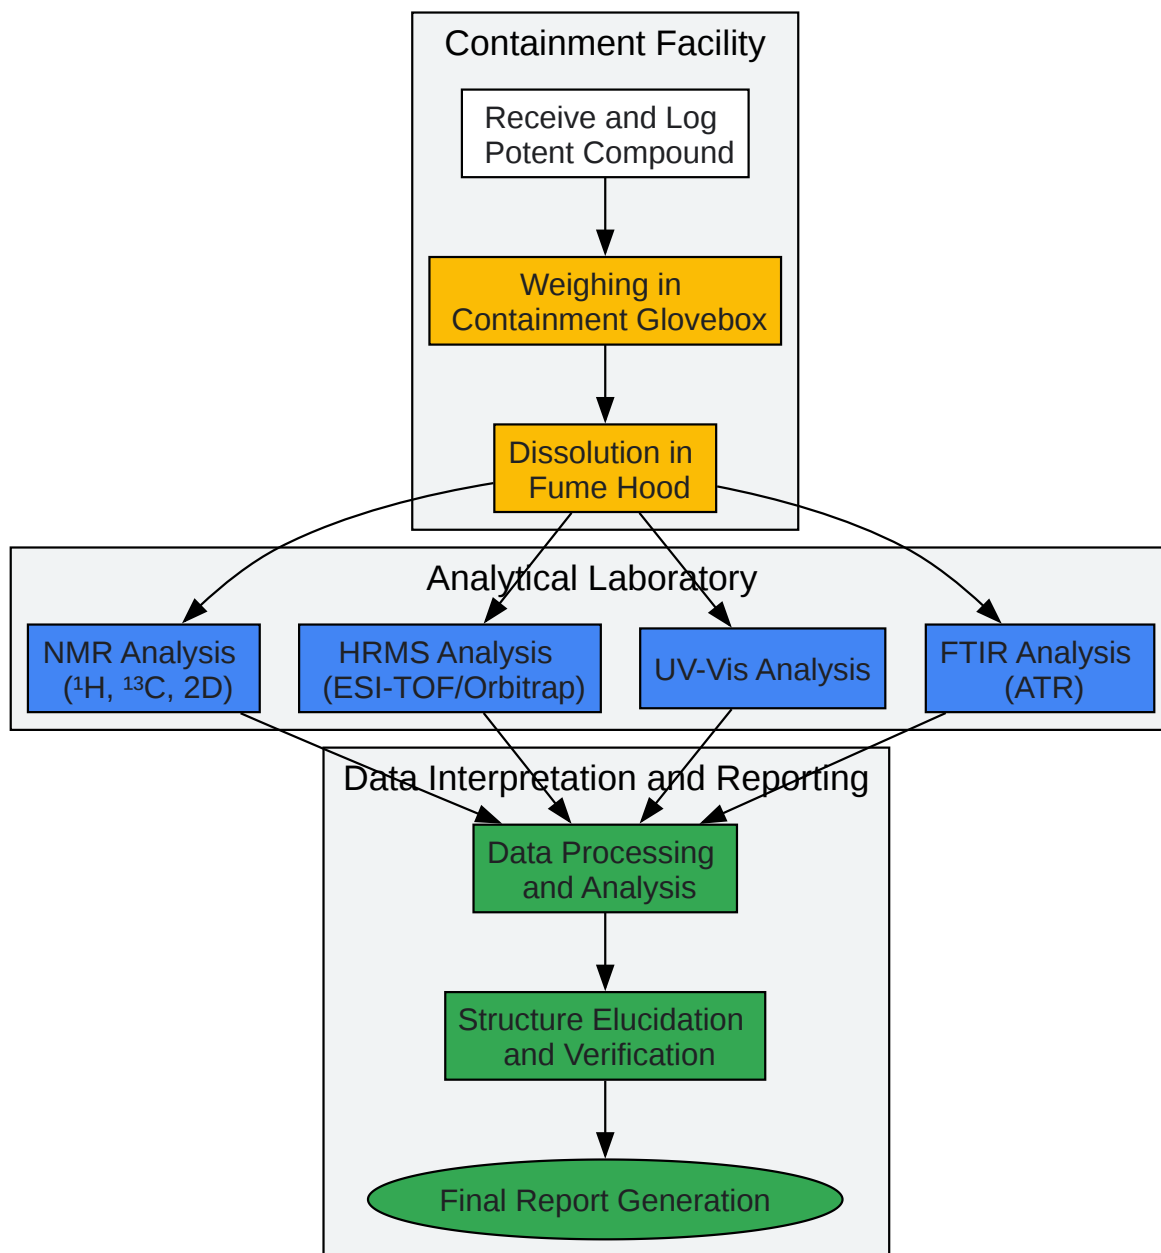 Containment Facility
Receive and Log
Potent Compound
Weighing in
Containment Glovebox
Dissolution in
Fume Hood
Analytical Laboratory
NMR Analysis
(¹H, ¹³C, 2D)
HRMS Analysis
(ESI-TOF/Orbitrap)
UV-Vis Analysis
FTIR Analysis
(ATR)
Data Interpretation and Reporting
Data Processing
and Analysis
Structure Elucidation
and Verification
Final Report Generation